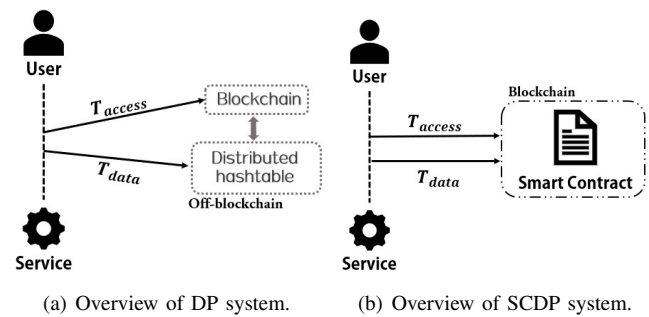 User
T_access
Blockchain
T_data
Distributed
hashtable
Off-blockchain
Service
(a) Overview of DP system.
User
Blockchain
T_access
T_data
Smart Contract
Service
(b) Overview of SCDP system.